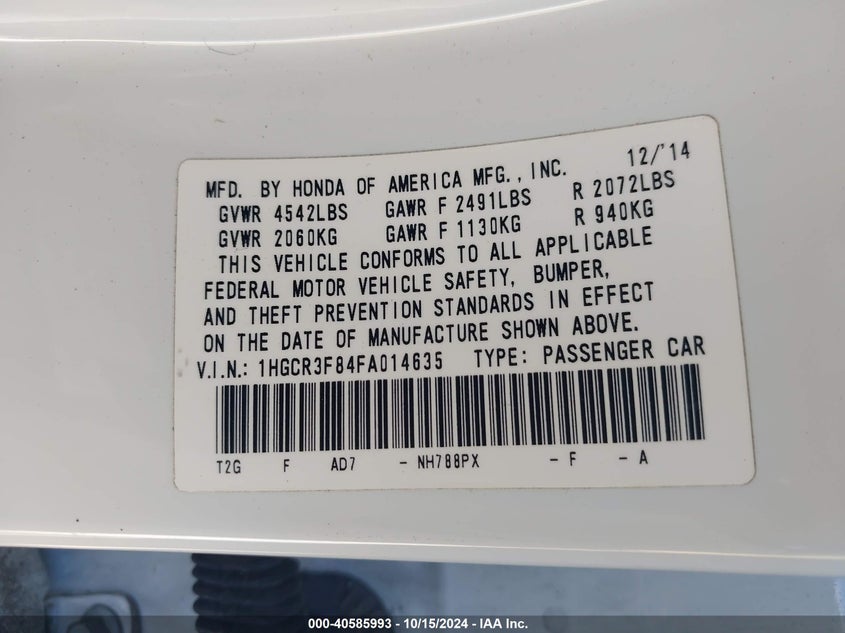 12/'14
MFD. BY HONDA OF AMERICA MFG., INC.
GVWR 4542LBS GAWR F 2491LBS R 2072LBS
GVWR 2060KG GAWR F 1130KG R 940KG
THIS VEHICLE CONFORMS TO ALL APPLICABLE
FEDERAL MOTOR VEHICLE SAFETY, BUMPER,
AND THEFT PREVENTION STANDARDS IN EFFECT
ON THE DATE OF MANUFACTURE SHOWN ABOVE.
V.I.N.: 1HGCR3F84FA014635 TYPE: PASSENGER CAR
T2G F AD7 - NH788PX - F - A
000-40585993 - 10/15/2024 - IAA Inc.